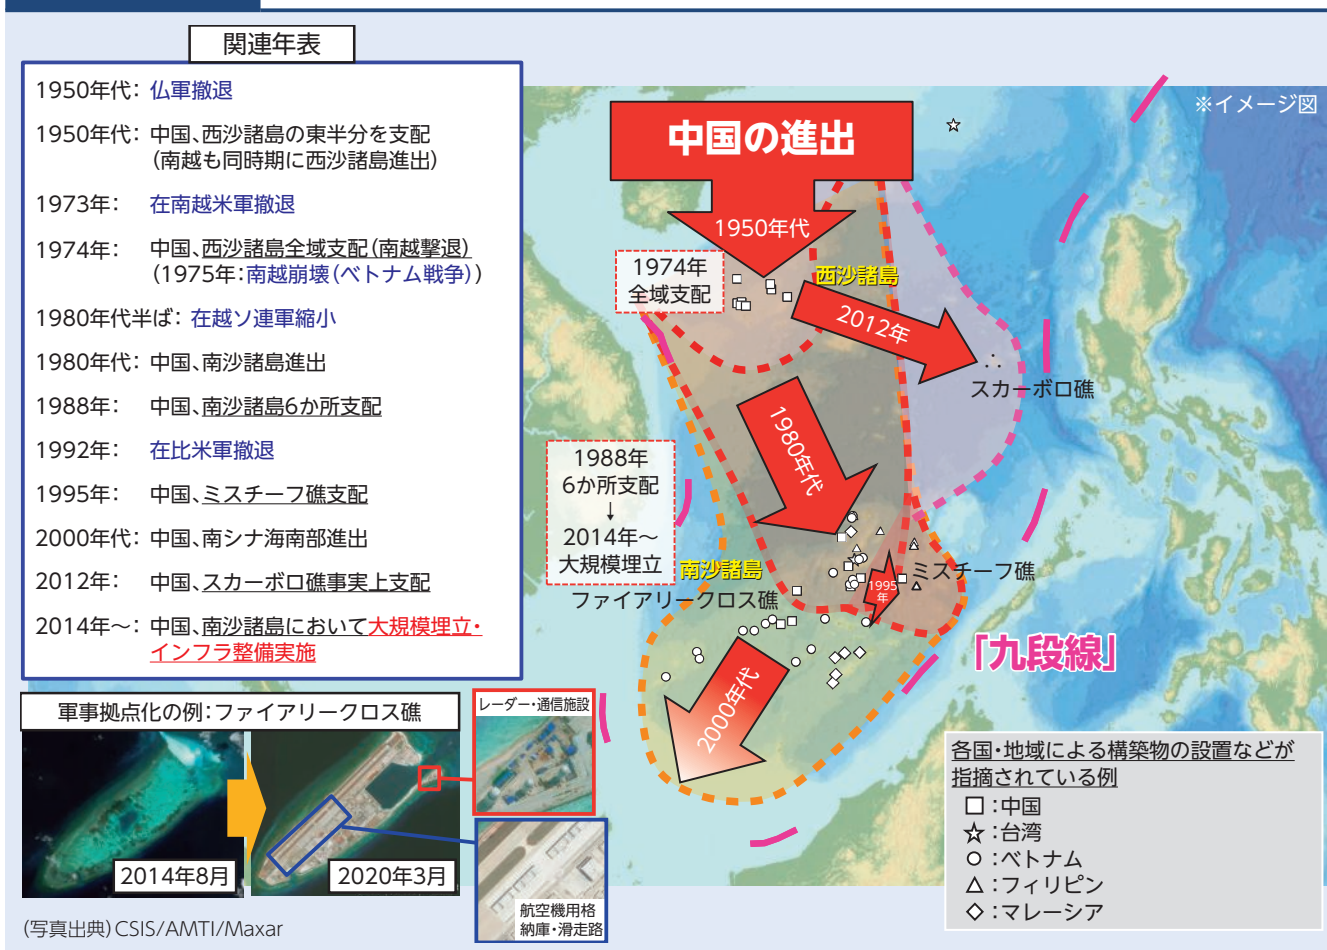 関連年表
1950年代：仏軍撤退
1950年代：中国、西沙諸島の東半分を支配
（南越も同時期に西沙諸島進出）
1973年：在南越米軍撤退
1974年：中国、西沙諸島全域支配（南越撃退）
（1975年：南越崩壊（ベトナム戦争））
1980年代半ば：在越ソ連軍縮小
1980年代：中国、南沙諸島進出
1988年：中国、南沙諸島6か所支配
1992年：在比米軍撤退
1995年：中国、ミスチーフ礁支配
2000年代：中国、南シナ海南部進出
2012年：中国、スカーボロ礁事実上支配
2014年～：中国、南沙諸島において大規模埋立・
インフラ整備実施
※イメージ図
中国の進出
1950年代
1974年
全域支配
西沙諸島
2012年
スカーボロ礁
1980年代
1988年
6か所支配
↓
2014年～
大規模埋立
南沙諸島
ファイアリークロス礁
1995
年
ミスチーフ礁
「九段線」
2000年代
軍事拠点化の例：ファイアリークロス礁
2014年8月
2020年3月
レーダー・通信施設
航空機用格
納庫・滑走路
（写真出典）CSIS/AMTI/Maxar
各国・地域による構築物の設置などが
指摘されている例
□：中国
☆：台湾
○：ベトナム
△：フィリピン
◇：マレーシア